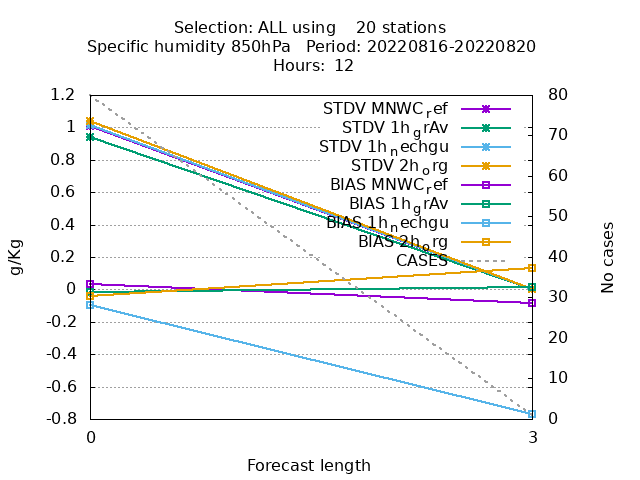 Selection: ALL using 20 stations
Specific humidity 850hPa Period: 20220816-20220820
Hours: 12
1.2
1
0.8
0.6
0.4
0.2
0
-0.2
-0.4
-0.6
-0.8
g/Kg
STDV MNWC_ref
STDV 1h_grAv
STDV 1h_nechgu
STDV 2h_org
BIAS MNWC_ref
BIAS 1h_grAv
BIAS 1h_nechgu
BIAS 2h_org
CASES
80
70
60
50
40
30
20
10
0
No cases
0 3
Forecast length